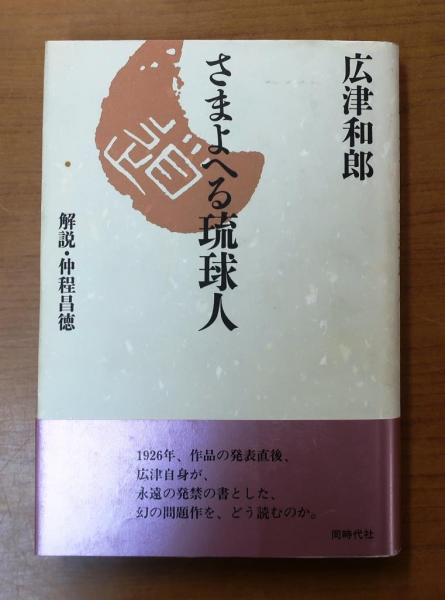 広津和郎
さまよへる琉球人
解説・仲程昌徳
1926年、作品の発表直後、
広津自身が、
永遠の発禁の書とした、
幻の問題作を、どう読むのか。
同時代社